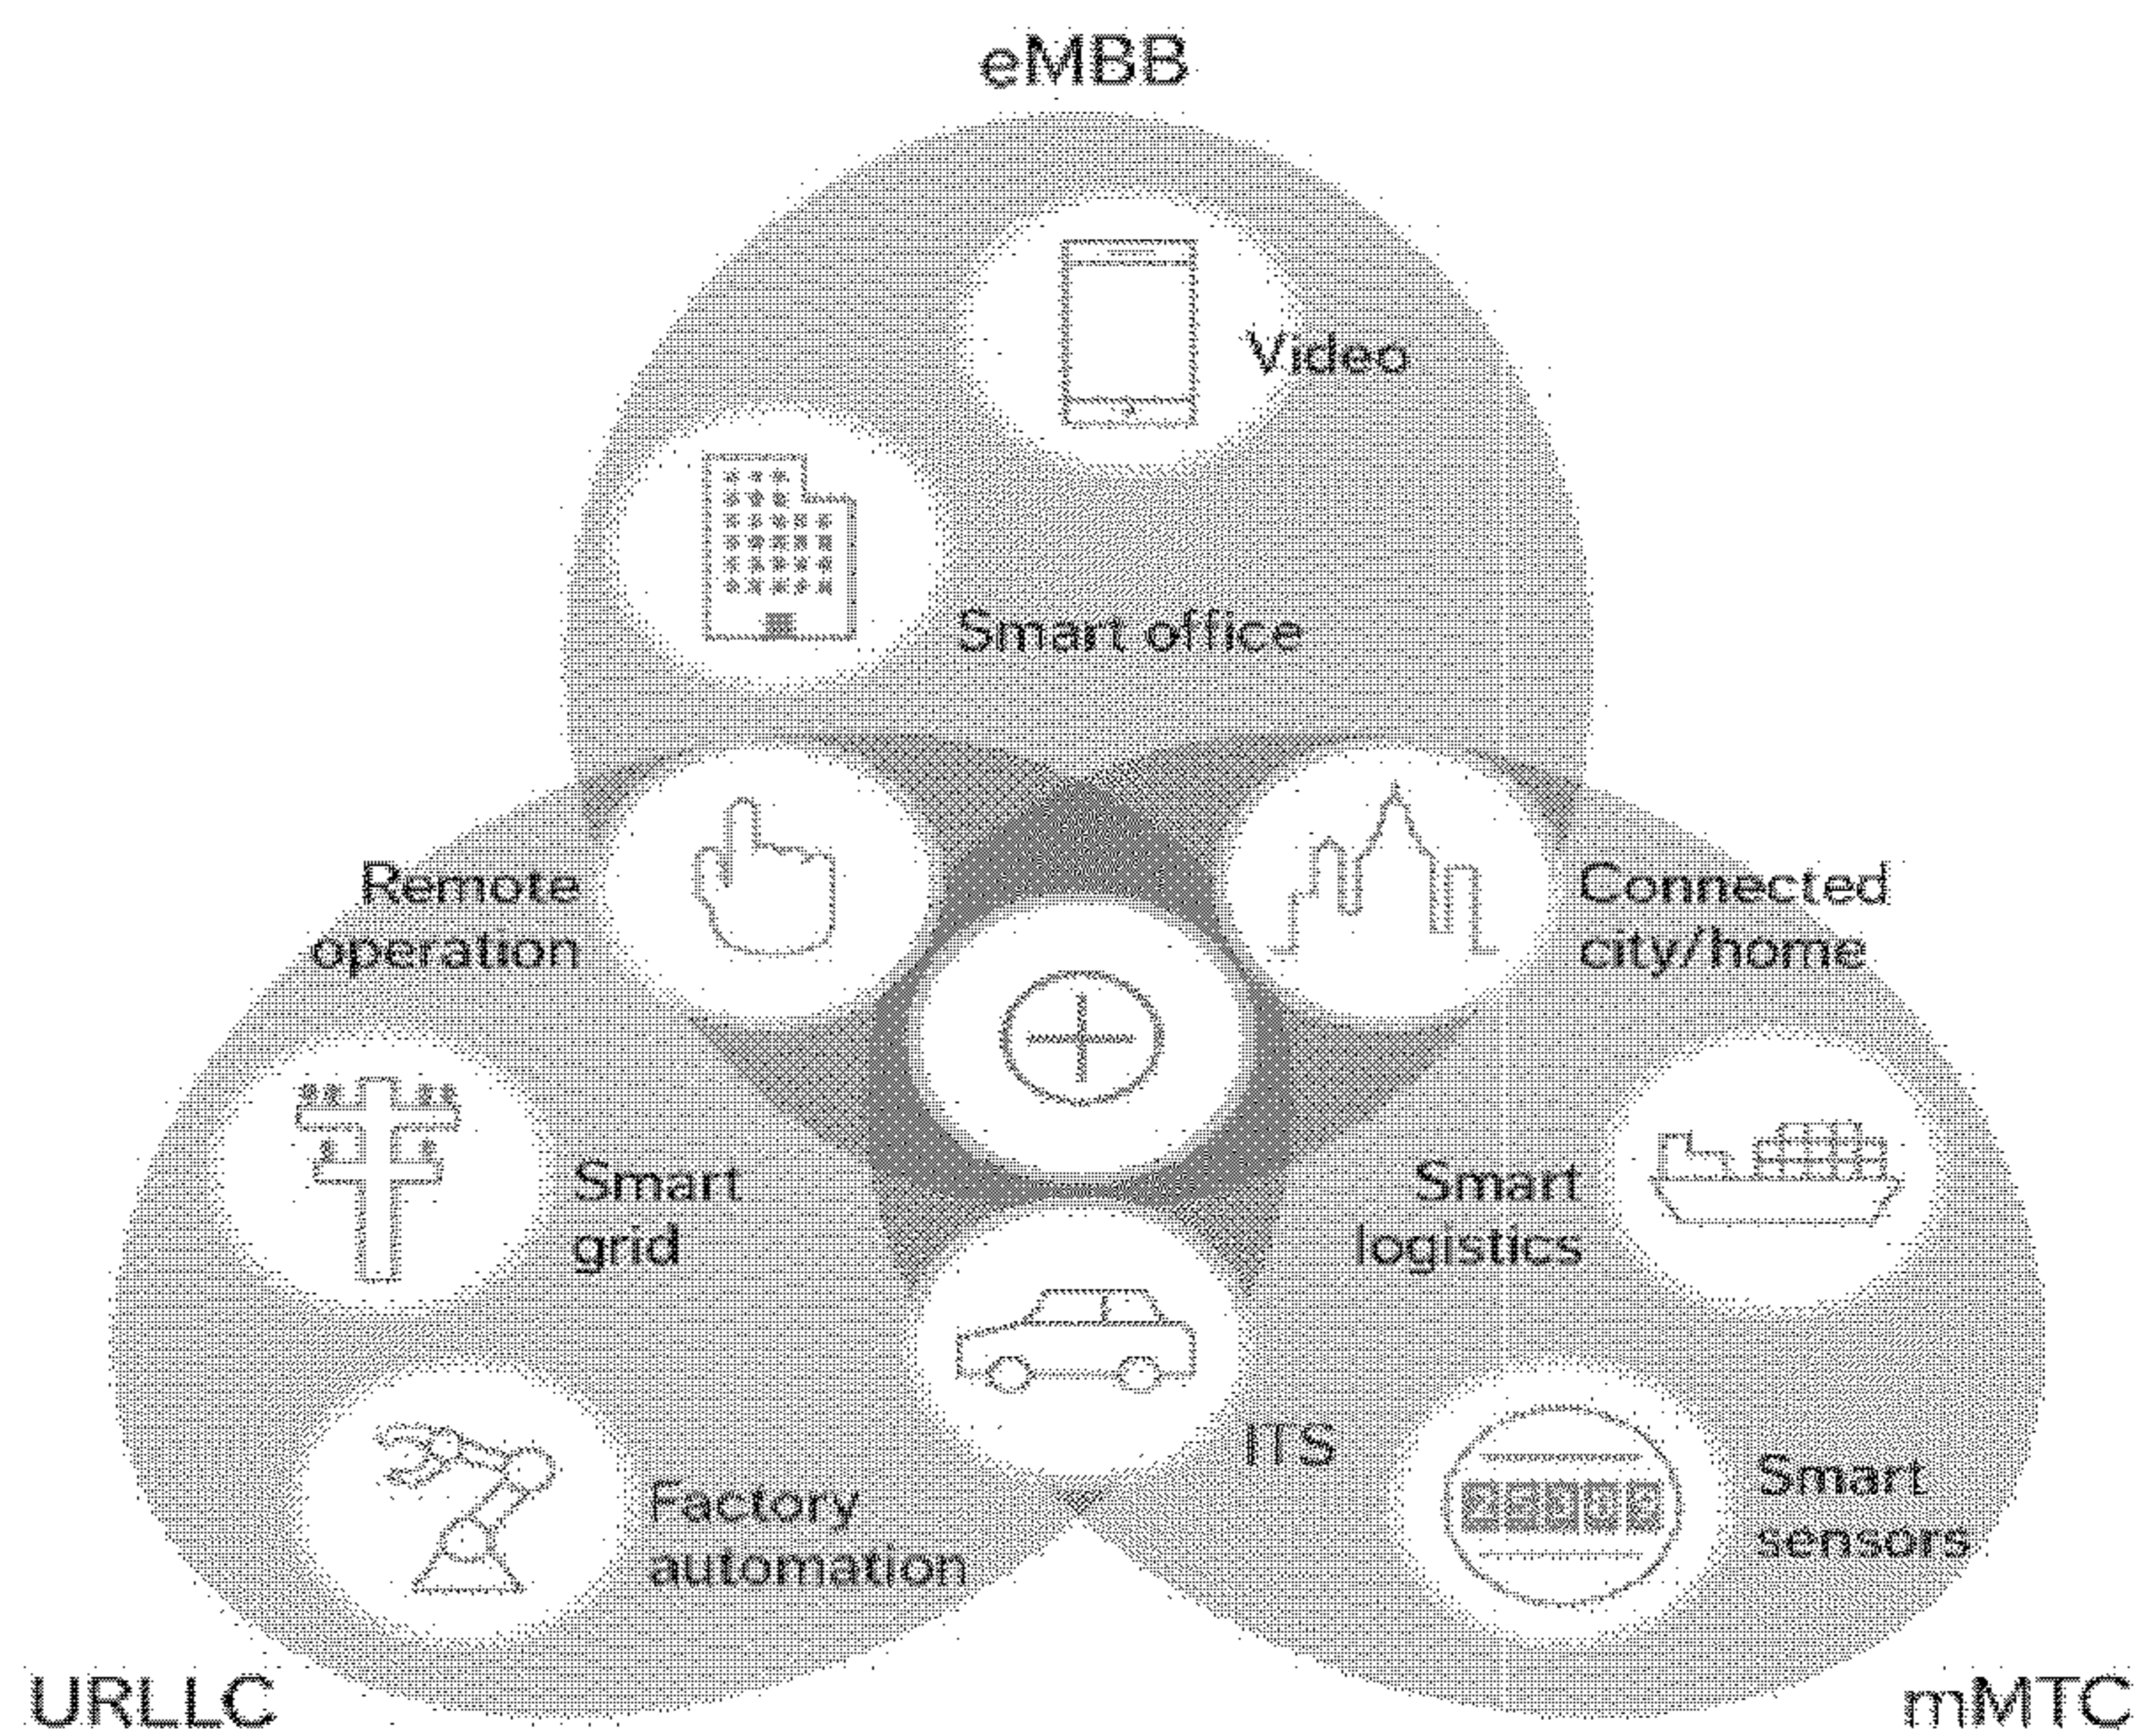 eMBB
Video
Smart office
Remote
operation
Connected
city/home
Smart
grid
Smart
logistics
ITS
Factory
automation
Smart
sensors
URLLC
mMTC